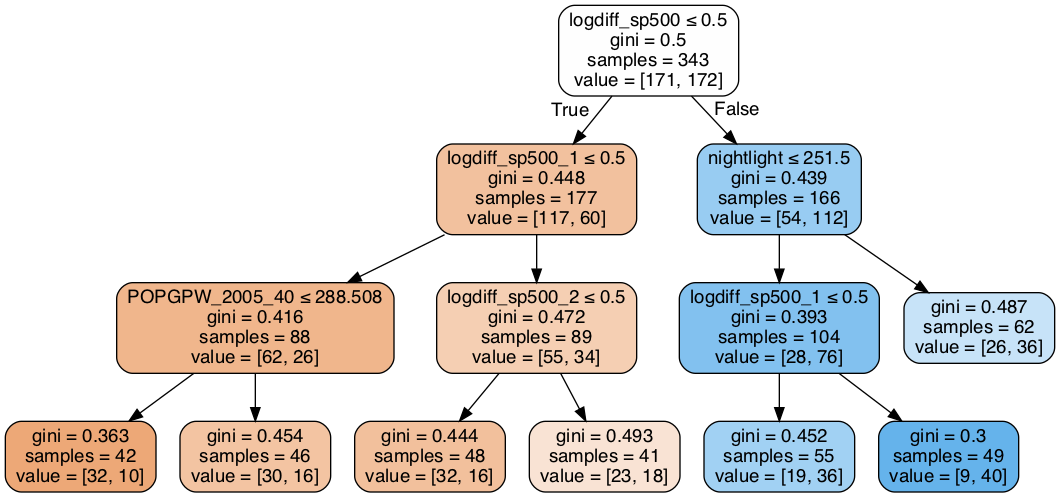 logdiff_sp500 ≤ 0.5
gini = 0.5
samples = 343
value = [171, 172]
True
False
logdiff_sp500_1 ≤ 0.5
gini = 0.448
samples = 177
value = [117, 60]
nightlight ≤ 251.5
gini = 0.439
samples = 166
value = [54, 112]
POPGPW_2005_40 ≤ 288.508
gini = 0.416
samples = 88
value = [62, 26]
logdiff_sp500_2 ≤ 0.5
gini = 0.472
samples = 89
value = [55, 34]
logdiff_sp500_1 ≤ 0.5
gini = 0.393
samples = 104
value = [28, 76]
gini = 0.487
samples = 62
value = [26, 36]
gini = 0.363
samples = 42
value = [32, 10]
gini = 0.454
samples = 46
value = [30, 16]
gini = 0.444
samples = 48
value = [32, 16]
gini = 0.493
samples = 41
value = [23, 18]
gini = 0.452
samples = 55
value = [19, 36]
gini = 0.3
samples = 49
value = [9, 40]